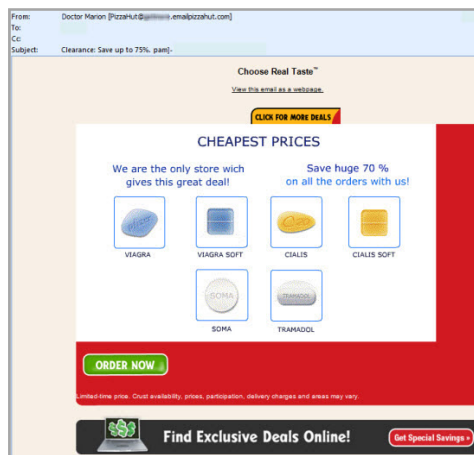 From: Doctor Marion [PizzaHut@ .emailpizzahut.com]
To:
Cc:
Subject: Clearance: Save up to 75%. pam|-
Choose Real Taste™
View this email as a webpage.
CLICK FOR MORE DEALS
CHEAPEST PRICES
We are the only store wich
gives this great deal!
Save huge 70 %
on all the orders with us!
Pfizer
C20
VIAGRA
VIAGRA SOFT
CIALIS
CIALIS SOFT
SOMA
TRAMADOL
SOMA
TRAMADOL
ORDER NOW
Limited-time price. Crust availability, prices, participation, delivery charges and areas may vary.
$$$
Find Exclusive Deals Online!
Get Special Savings »